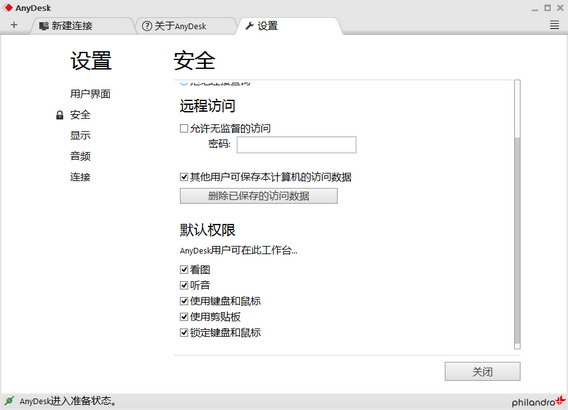 AnyDesk
新建连接
关于AnyDesk
设置
设置
安全
用户界面
安全
显示
音频
连接
远程访问
允许无监督的访问
密码:
其他用户可保存本计算机的访问数据
删除已保存的访问数据
默认权限
AnyDesk用户可在此工作台...
看图
听音
使用键盘和鼠标
使用剪贴板
锁定键盘和鼠标
关闭
AnyDesk进入准备状态。
philandro